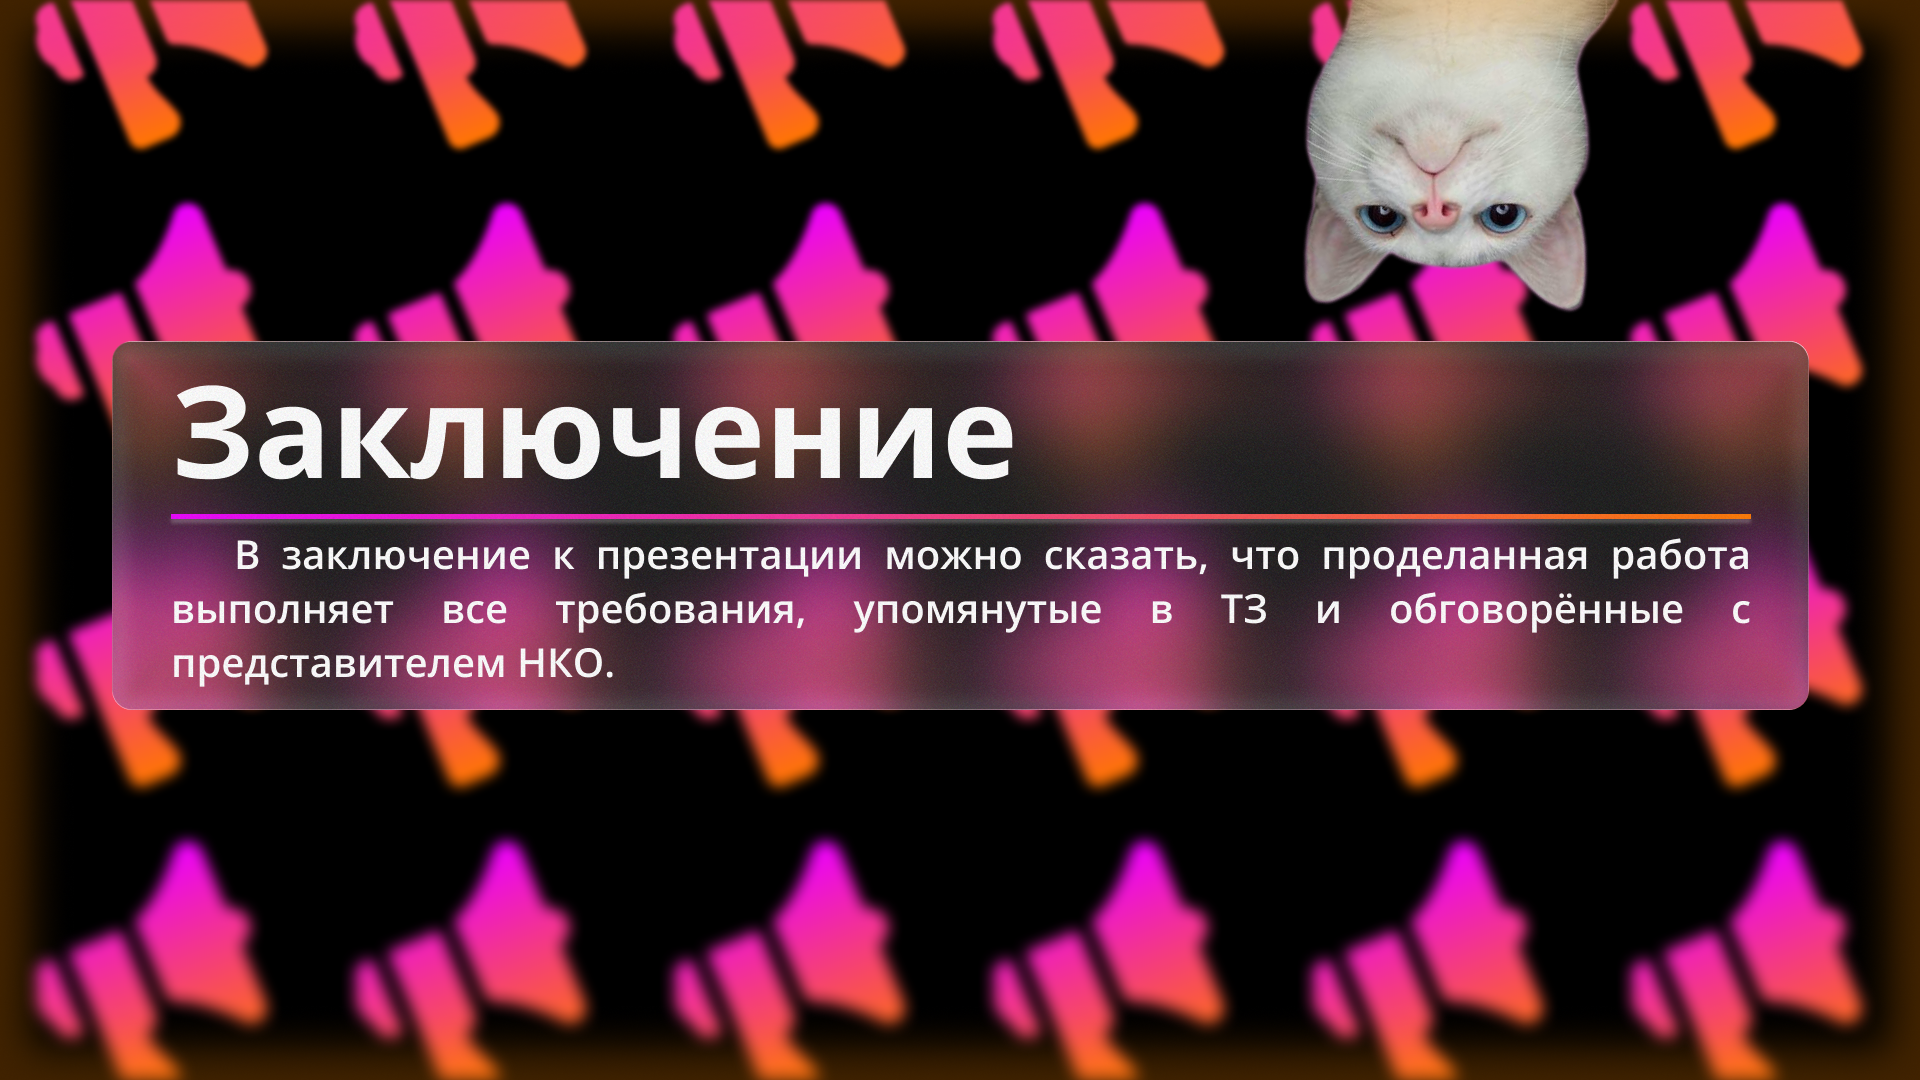 Заключение
В заключение к презентации можно сказать, что проделанная работа
выполняет все требования, упомянутые в ТЗ и обговорённые с
представителем НКО.